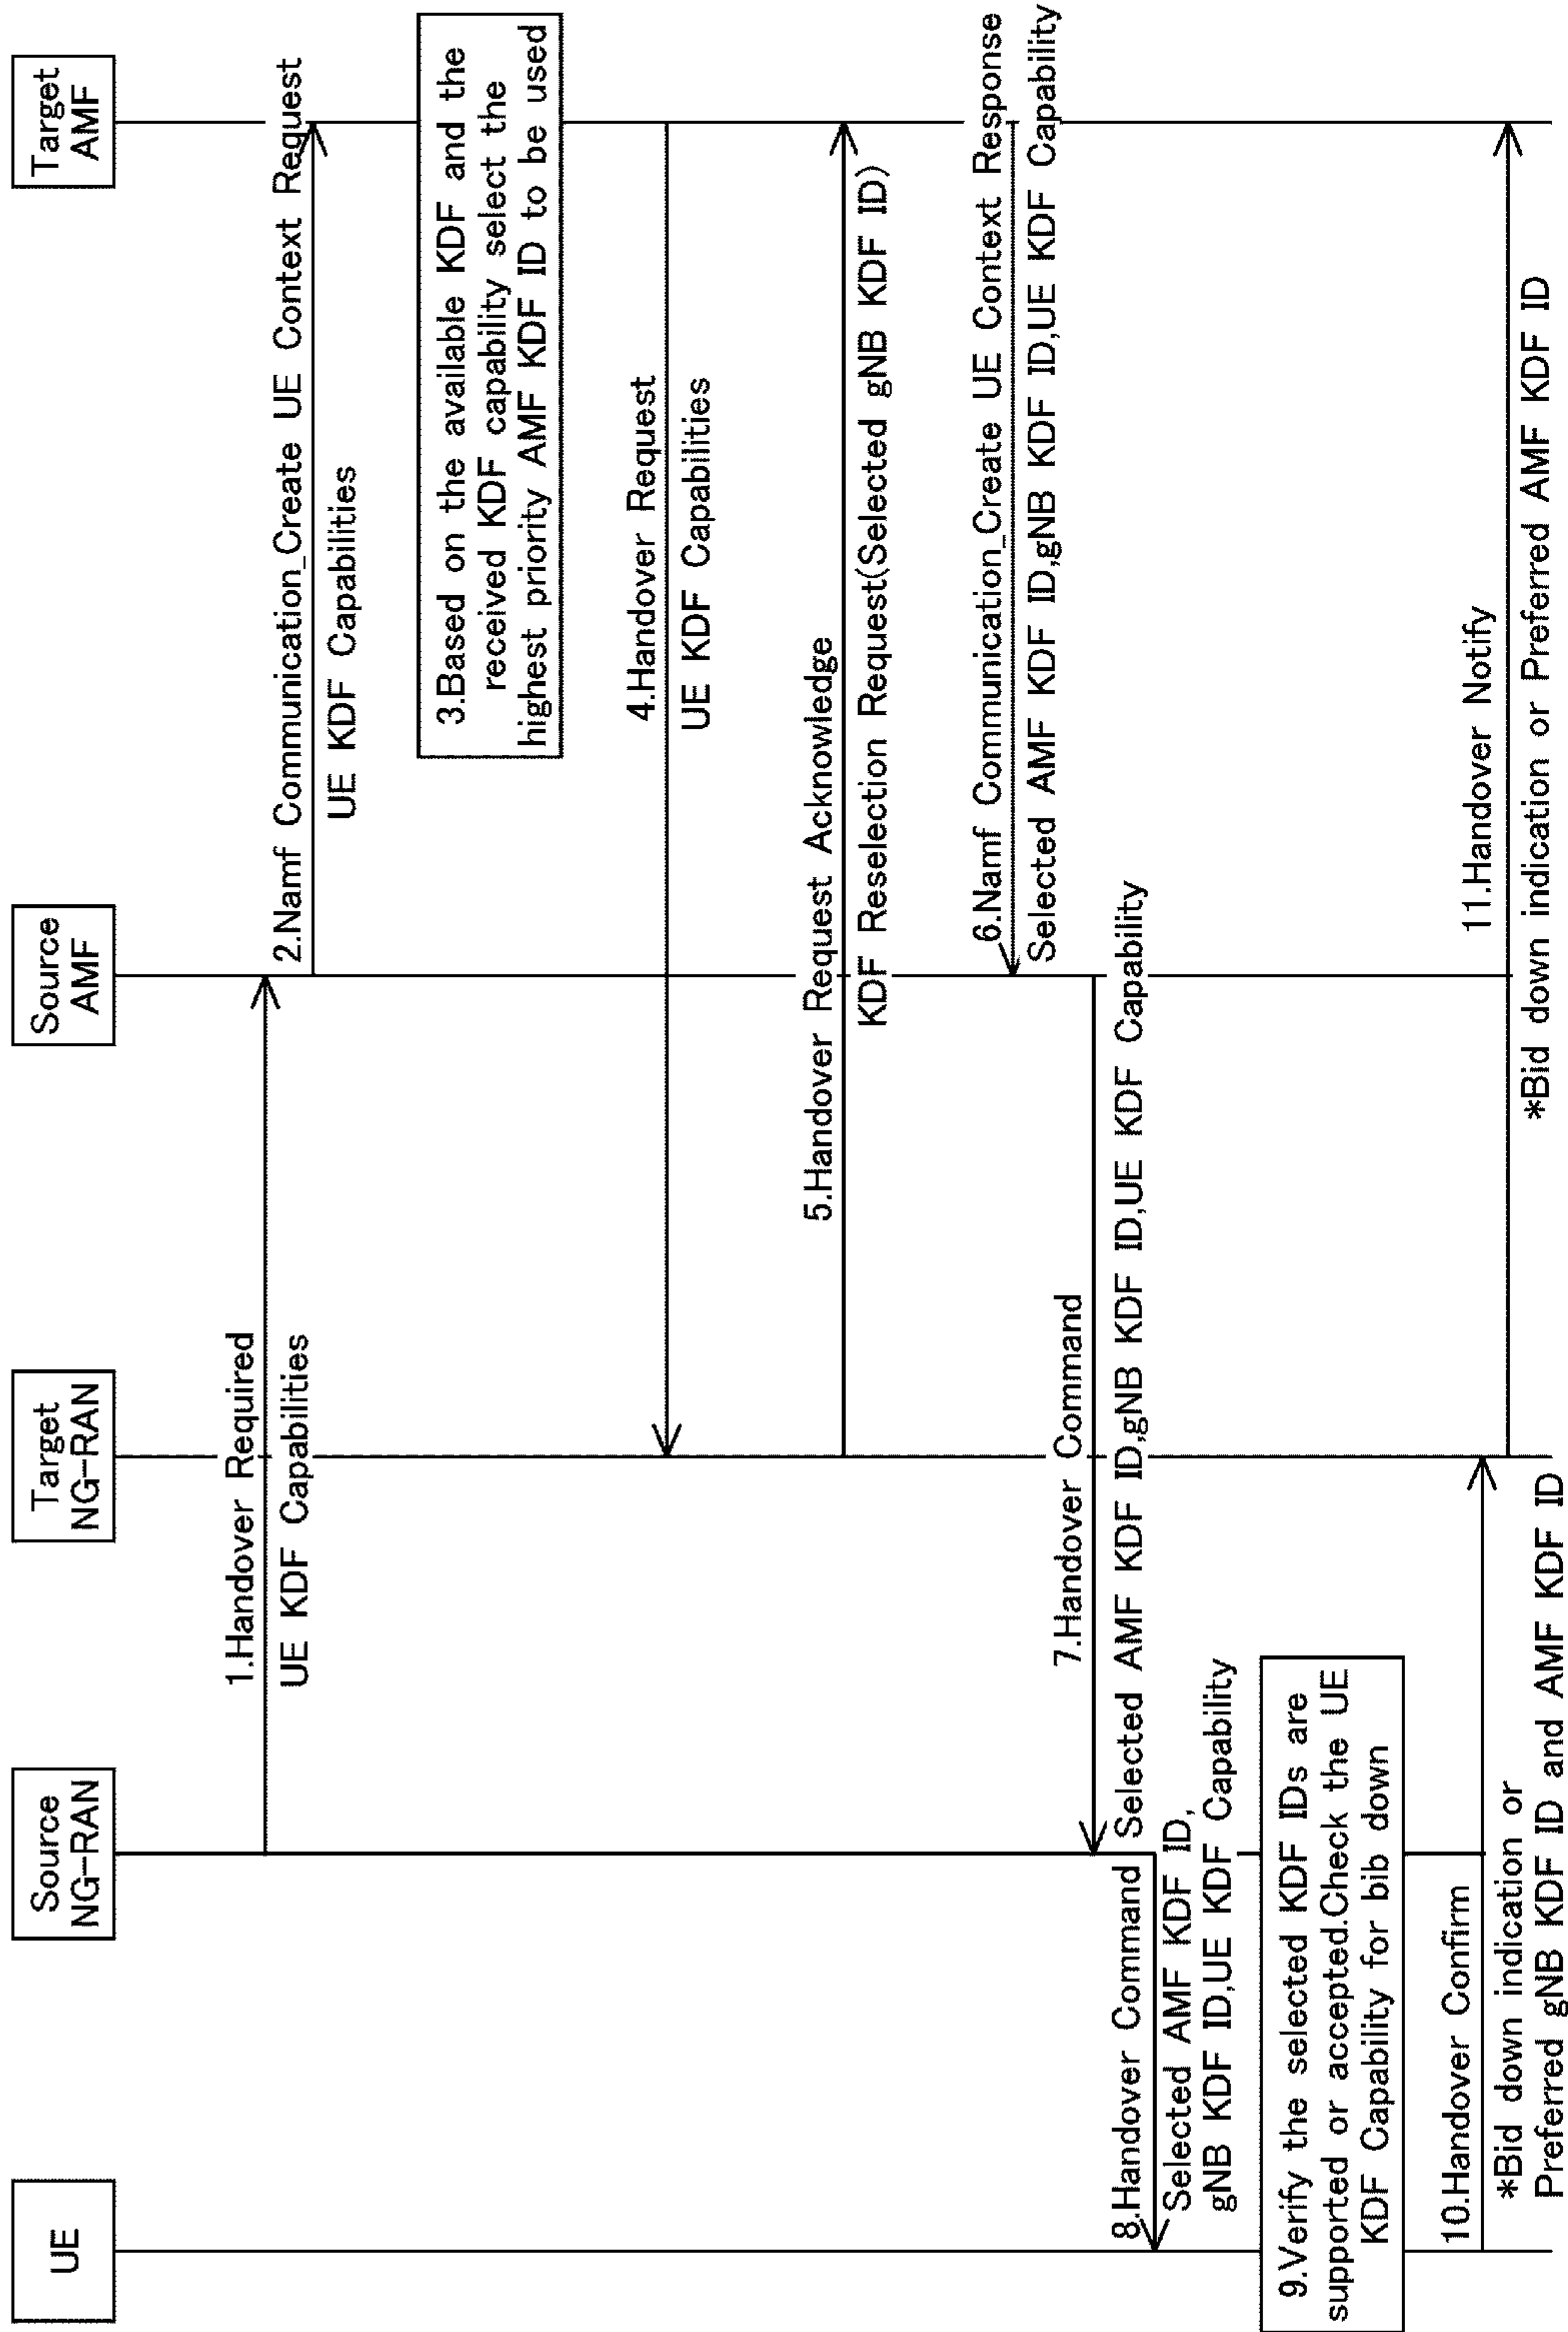 UE
Source
NG-RAN
Target
NG-RAN
Source
AMF
Target
AMF
1.Handover Required
UE KDF Capabilities
2.Namf Communication_Create UE Context Request
UE KDF Capabilities
3.Based on the available KDF and the
received KDF capability select the
highest priority AMF KDF ID to be used
4.Handover Request
UE KDF Capabilities
5.Handover Request Acknowledge
KDF Reselection Request(Selected gNB KDF ID)
6.Namf Communication_Create UE Context Response
Selected AMF KDF ID,gNB KDF ID,UE KDF Capability
7.Handover Command
Selected AMF KDF ID,gNB KDF ID,UE KDF Capability
8.Handover Command
Selected AMF KDF ID,
gNB KDF ID,UE KDF Capability
9.Verify the selected KDF IDs are
supported or accepted.Check the UE
KDF Capability for bib down
10.Handover Confirm
*Bid down indication or
Preferred gNB KDF ID and AMF KDF ID
11.Handover Notify
*Bid down indication or Preferred AMF KDF ID